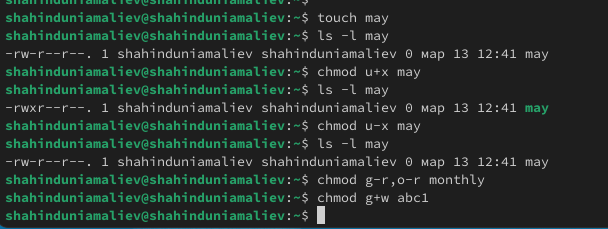 shahinduniamaliev@shahinduniamaliev:~$
shahinduniamaliev@shahinduniamaliev:~$ touch may
shahinduniamaliev@shahinduniamaliev:~$ ls -l may
-rw-r--r--. 1 shahinduniamaliev shahinduniamaliev 0 мар 13 12:41 may
shahinduniamaliev@shahinduniamaliev:~$ chmod u+x may
shahinduniamaliev@shahinduniamaliev:~$ ls -l may
-rwxr--r--. 1 shahinduniamaliev shahinduniamaliev 0 мар 13 12:41 may
shahinduniamaliev@shahinduniamaliev:~$ chmod u-x may
shahinduniamaliev@shahinduniamaliev:~$ ls -l may
-rw-r--r--. 1 shahinduniamaliev shahinduniamaliev 0 мар 13 12:41 may
shahinduniamaliev@shahinduniamaliev:~$ chmod g-r,o-r monthly
shahinduniamaliev@shahinduniamaliev:~$ chmod g+w abc1
shahinduniamaliev@shahinduniamaliev:~$